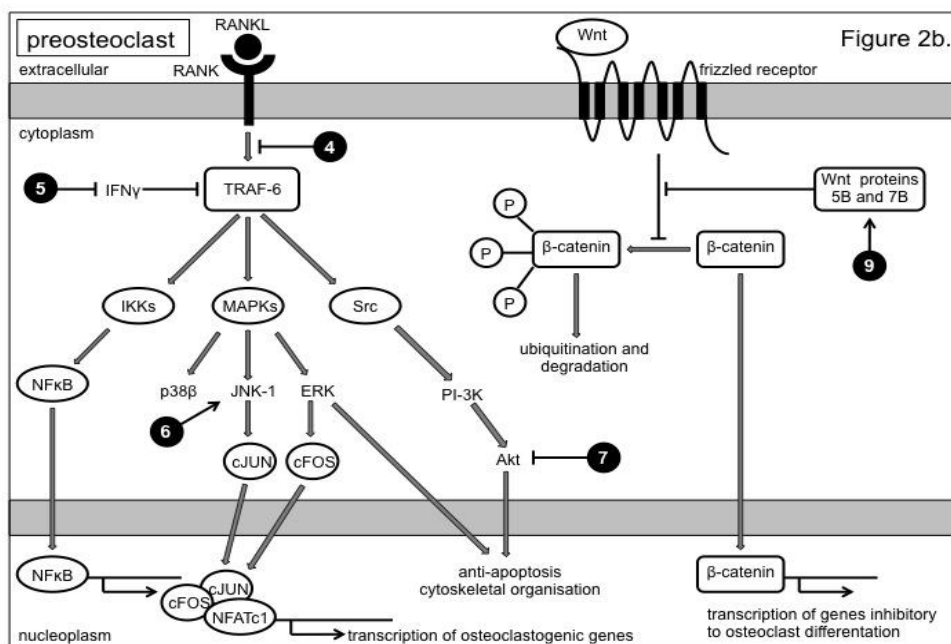 preosteoclast
RANKL
Wnt
Figure 2b.
extracellular
RANK
frizzled receptor
cytoplasm
4
5
IFNγ
TRAF-6
Wnt proteins
5B and 7B
P
P
P
β-catenin
β-catenin
9
IKKs
MAPKs
Src
ubiquitination and
degradation
NFκB
p38β
JNK-1
ERK
PI-3K
6
cJUN
cFOS
Akt
7
NFκB
cJUN
cFOS
NFATc1
anti-apoptosis
cytoskeletal organisation
β-catenin
nucleoplasm
transcription of osteoclastogenic genes
transcription of genes inhibitory
to osteoclast differentation